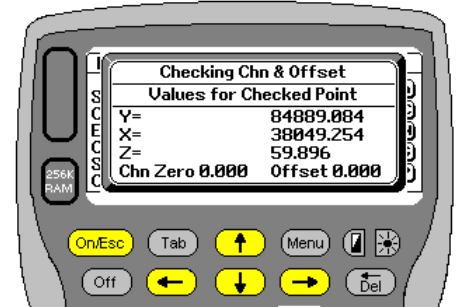 Checking Chn & Offset
Values for Checked Point
Y= 84889.084
X= 38049.254
Z= 59.896
Chn Zero 0.000 Offset 0.000
256K
RAM
On/Esc Tab Menu
Off Del